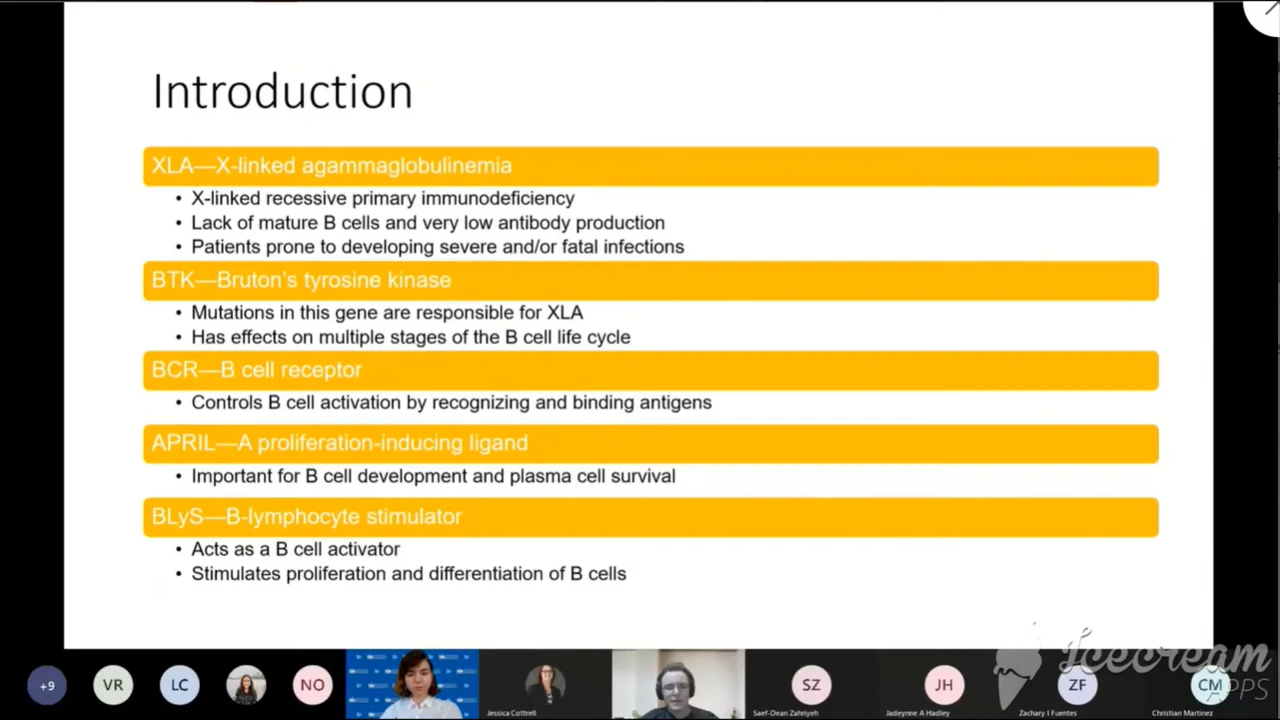 Introduction
XLA—X-linked agammaglobulinemia
• X-linked recessive primary immunodeficiency
• Lack of mature B cells and very low antibody production
• Patients prone to developing severe and/or fatal infections
BTK—Bruton's tyrosine kinase
• Mutations in this gene are responsible for XLA
• Has effects on multiple stages of the B cell life cycle
BCR—B cell receptor
• Controls B cell activation by recognizing and binding antigens
APRIL—A proliferation-inducing ligand
• Important for B cell development and plasma cell survival
BLyS—B-lymphocyte stimulator
• Acts as a B cell activator
• Stimulates proliferation and differentiation of B cells
+9 VR LC NO SZ JH ZF CM
Jessica Cottrell Saef-Dean Zahriyeh Jadeynne A Hadley Zachary I Fuentes Christian Martinez
Icecream
APPS